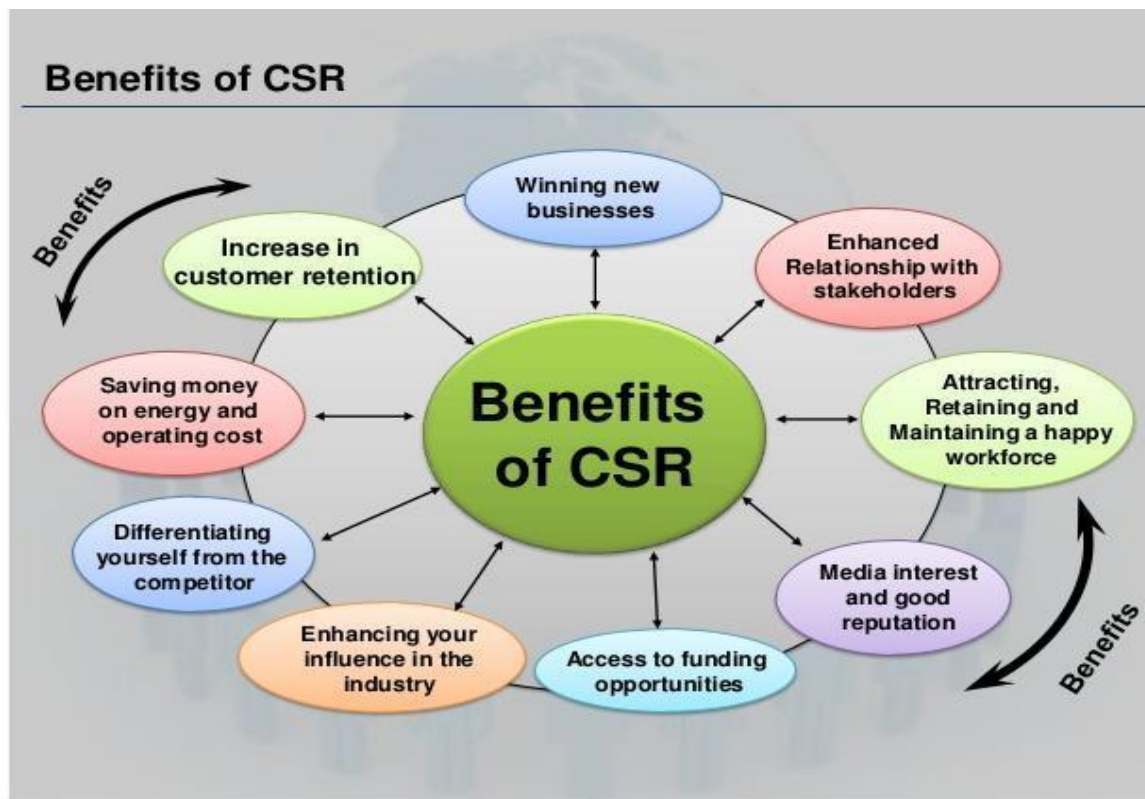 Benefits of CSR
Benefits
Winning new
businesses
Increase in
customer retention
Enhanced
Relationship with
stakeholders
Saving money
on energy and
operating cost
Benefits
of CSR
Attracting,
Retaining and
Maintaining a happy
workforce
Differentiating
yourself from the
competitor
Media interest
and good
reputation
Enhancing your
influence in the
industry
Access to funding
opportunities
Benefits